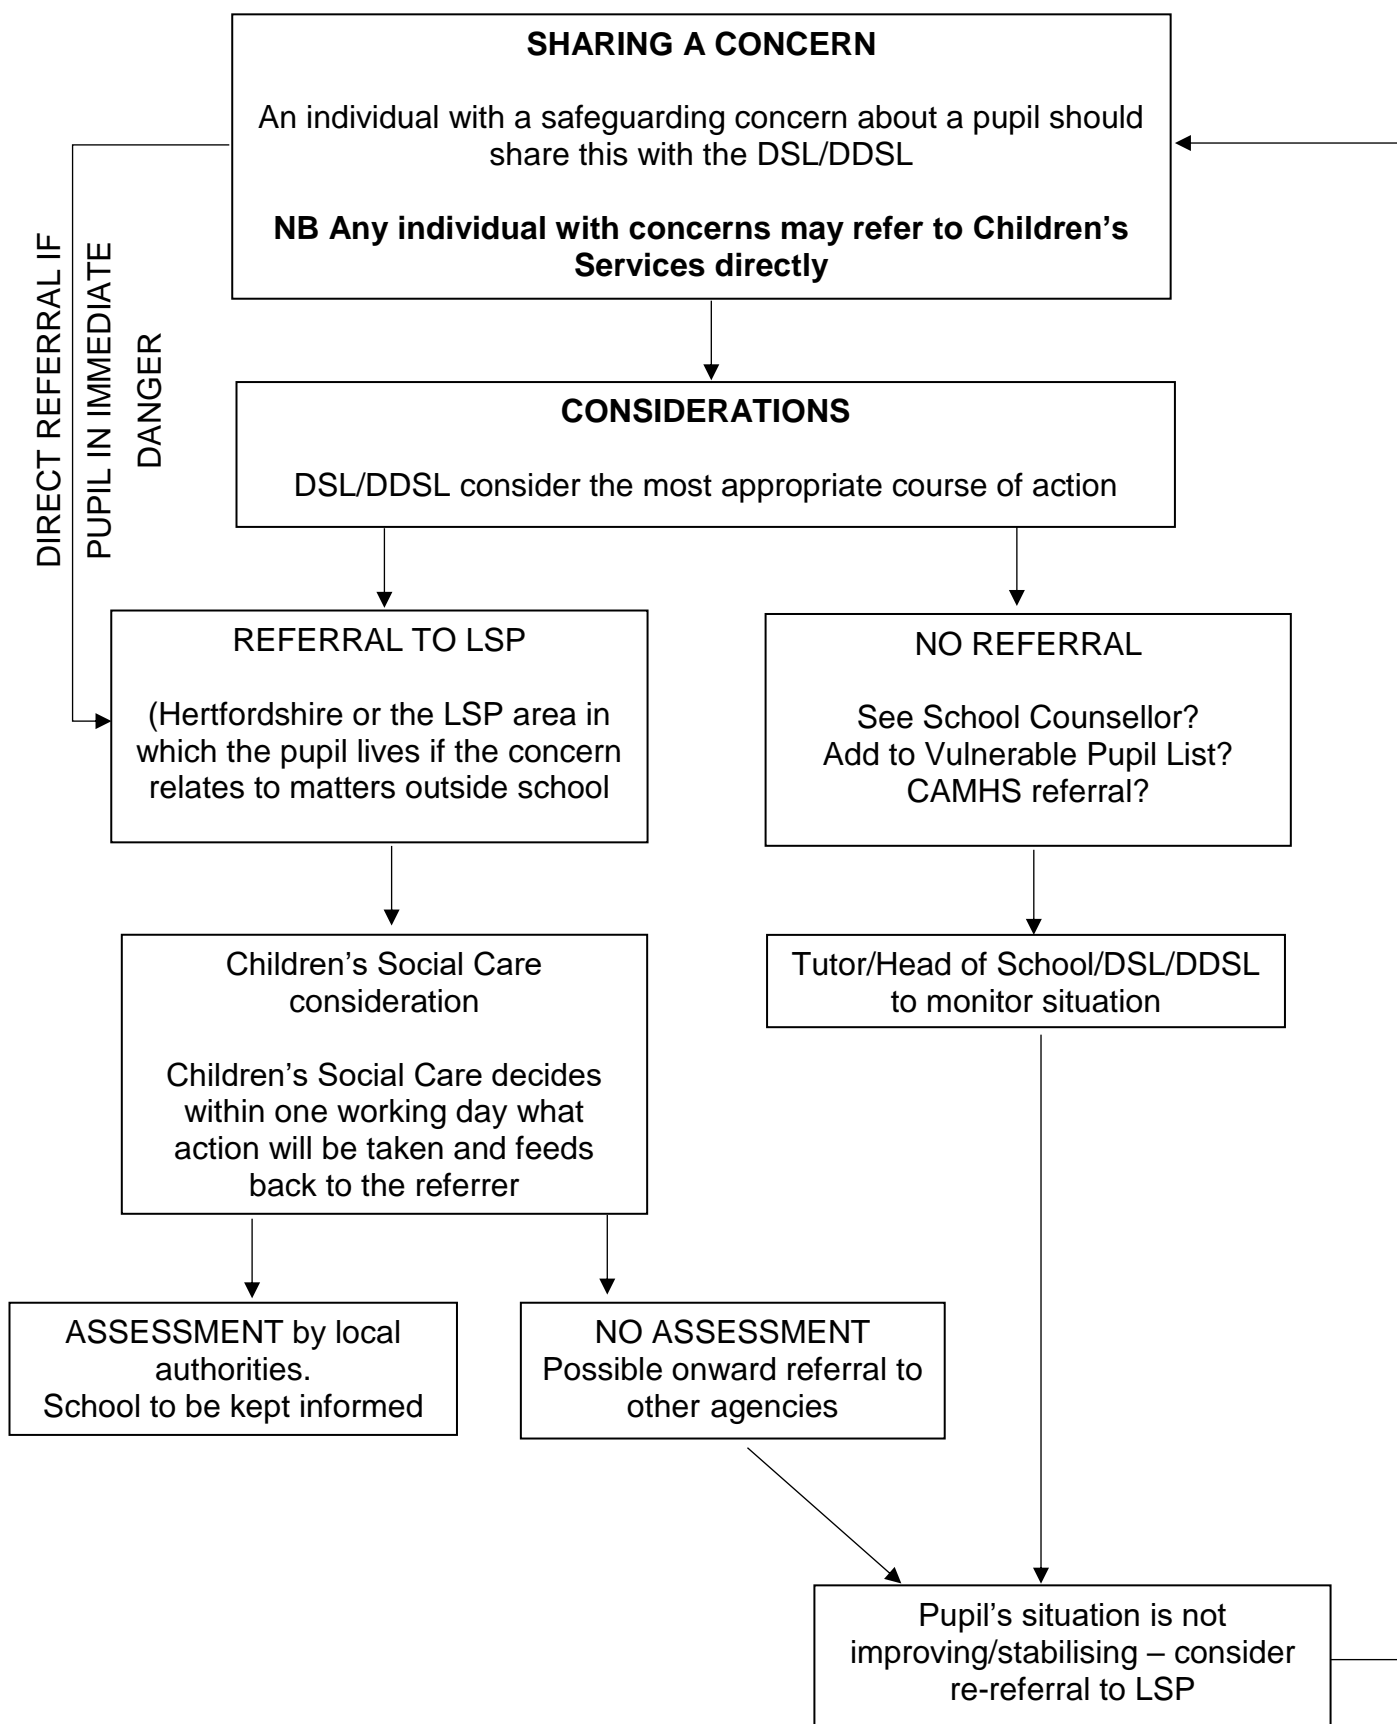 SHARING A CONCERN
An individual with a safeguarding concern about a pupil should
share this with the DSL/DDSL
NB Any individual with concerns may refer to Children’s
Services directly
DIRECT REFERRAL IF
PUPIL IN IMMEDIATE
DANGER
CONSIDERATIONS
DSL/DDSL consider the most appropriate course of action
REFERRAL TO LSP
(Hertfordshire or the LSP area in
which the pupil lives if the concern
relates to matters outside school
NO REFERRAL
See School Counsellor?
Add to Vulnerable Pupil List?
CAMHS referral?
Children’s Social Care
consideration
Children’s Social Care decides
within one working day what
action will be taken and feeds
back to the referrer
Tutor/Head of School/DSL/DDSL
to monitor situation
ASSESSMENT by local
authorities.
School to be kept informed
NO ASSESSMENT
Possible onward referral to
other agencies
Pupil’s situation is not
improving/stabilising – consider
re-referral to LSP